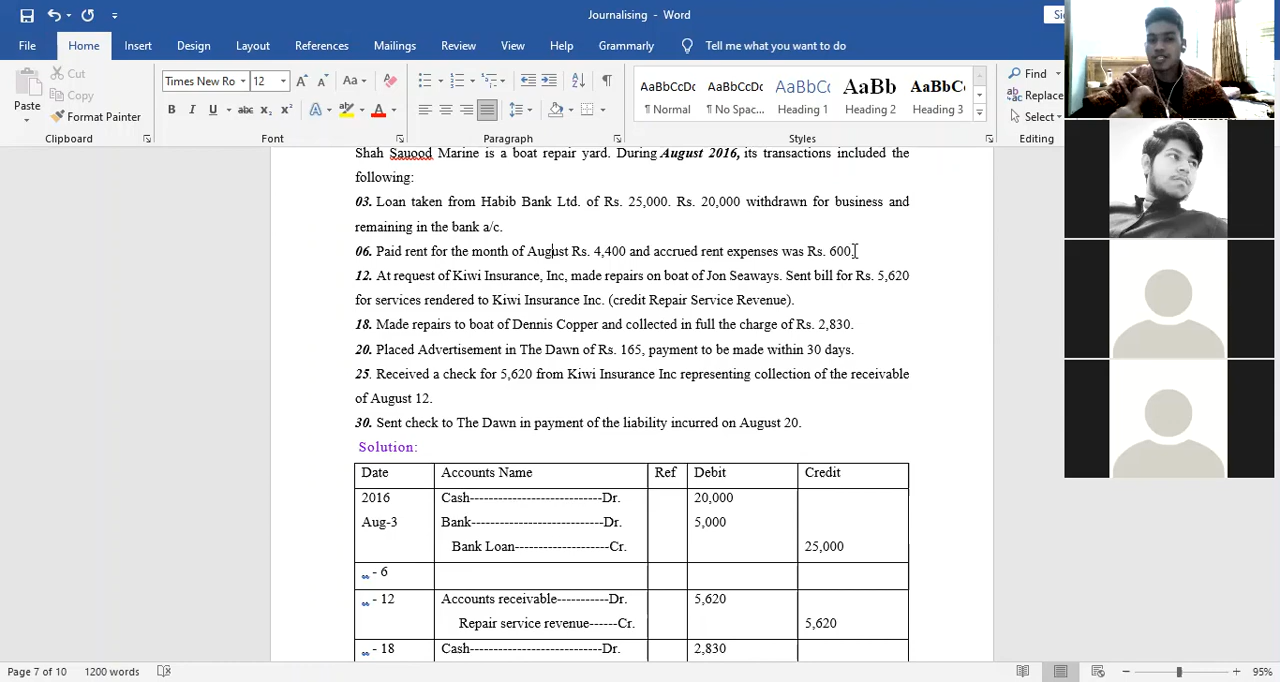 Journalising - Word
Si
File Home Insert Design Layout References Mailings Review View Help Grammarly Tell me what you want to do
Paste
Cut
Copy
Format Painter
Clipboard
Times New Ro 12 Aa
B I U abc x₂ x² A ab A
Font
Paragraph
AaBbCcDc AaBbCcDc AaBbC AaBb AaBbC
¶ Normal ¶ No Spac... Heading 1 Heading 2 Heading 3
Styles
Find
Replace
Select
Editing
Shah Sauood Marine is a boat repair yard. During August 2016, its transactions included the
following:
03. Loan taken from Habib Bank Ltd. of Rs. 25,000. Rs. 20,000 withdrawn for business and
remaining in the bank a/c.
06. Paid rent for the month of August Rs. 4,400 and accrued rent expenses was Rs. 600.
12. At request of Kiwi Insurance, Inc, made repairs on boat of Jon Seaways. Sent bill for Rs. 5,620
for services rendered to Kiwi Insurance Inc. (credit Repair Service Revenue).
18. Made repairs to boat of Dennis Copper and collected in full the charge of Rs. 2,830.
20. Placed Advertisement in The Dawn of Rs. 165, payment to be made within 30 days.
25. Received a check for 5,620 from Kiwi Insurance Inc representing collection of the receivable
of August 12.
30. Sent check to The Dawn in payment of the liability incurred on August 20.
Solution:
Date Accounts Name Ref Debit Credit
2016 Cash----------------------------Dr. 20,000
Aug-3 Bank----------------------------Dr. 5,000
Bank Loan--------------------Cr. 25,000
„ - 6
„ - 12 Accounts receivable-----------Dr. 5,620
Repair service revenue------Cr. 5,620
„ - 18 Cash----------------------------Dr. 2,830
Page 7 of 10 1200 words 95%